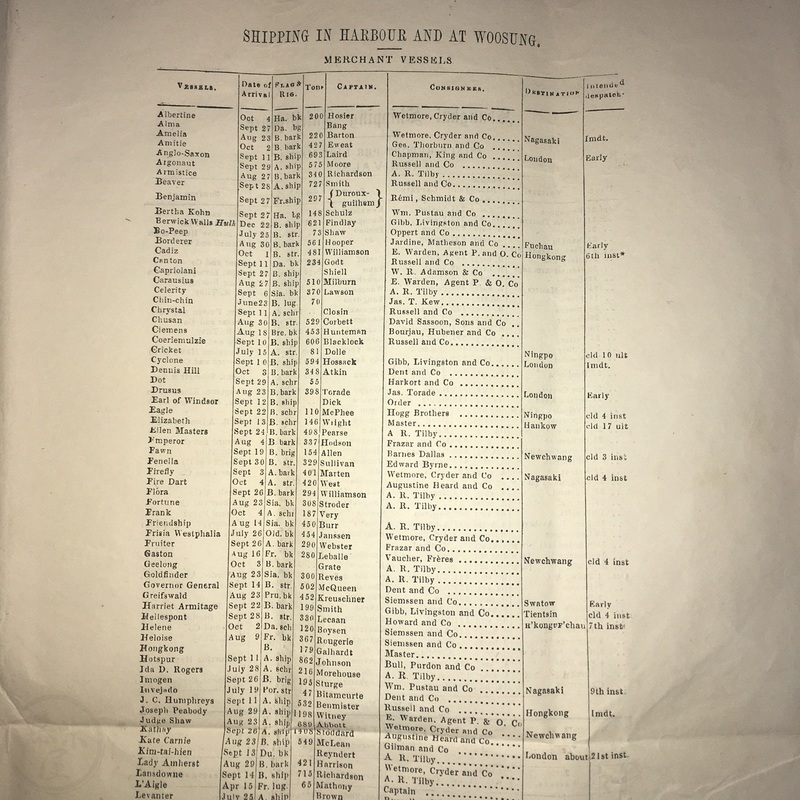 SHIPPING IN HARBOUR AND AT WOOSUNG.
MERCHANT VESSELS
VESSELS. Date of Arrival FLAG & RIG. Tons CAPTAIN. CONSIGNEES. DESTINATION Intended despatch
Albertine Oct 4 Ha. bk 200 Hosier Wetmore, Cryder and Co......
Alma Sept 27 Da. bg Bang
Amelia Aug 23 B. bark 220 Barton Wetmore, Cryder and Co...... Nagasaki Imdt.
Amitie Oct 2 B. bark 427 Eweat Geo. Thorburn and Co ......
Anglo-Saxon Sept 11 B. ship 693 Laird Chapman, King and Co ...... London Early
Argonaut Sept 29 A. ship 575 Moore Russell and Co ............
Armistice Aug 27 B.bark 340 Richardson A. R. Tilby...............
Beaver Sept 28 A.ship 727 Smith Russell and Co.............
Benjamin Sept 27 Fr.ship 297 {Duroux-guilhem} Rémi, Schmidt & Co ........
Bertha Kohn Sept 27 Ha. bg 148 Schulz Wm. Pustau and Co ........
BerwickWalls Hulk Dec 22 B. ship 621 Findlay Gibb, Livingston and Co.....
Bo-Peep July 25 B. str. 73 Shaw Oppert and Co .............
Borderer Aug 30 B.bark 561 Hooper Jardine, Matheson and Co .... Fuchau Early
Cadiz Oct 1 B. str. 481 Williamson E. Warden, Agent P. and O. Co Hongkong 6th inst*
Canton Sept 11 Da. bk 234 Godt Russell and Co ............
Capriolani Sept 27 B. ship Shiell W. R. Adamson & Co ......
Carausius Aug 27 B. ship 510 Milburn E. Warden, Agent P & O. Co
Celerity Sept 6 Sia. bk 370 Lawson A. R. Tilby................
Chin-chin June23 B. lug. 70 Jas. T. Kew................
Chrystal Sept 11 A. schr Closin Russell and Co ............
Chusan Aug 30 B. str. 529 Corbett David Sassoon, Sons and Co ..
Clemens Aug 18 Bre. bk 453 Hunteman Bourjau, Hubener and Co ....
Coeriemulzie Sept 10 B. ship 606 Blacklock Russell and Co.............
Cricket July 15 A. str. 81 Dolle Ningpo cld 10 ult
Cyclone Sept 10 B. ship 594 Hossack Gibb, Livingston and Co...... London Imdt.
Dennis Hill Oct 3 B.bark 348 Atkin Dent and Co ..............
Dot Sept 29 A. schr 55 Harkort and Co ............
Drusus Aug 23 B.bark 398 Torade Jas. Torade ............... London Early
Earl of Windsor Sept 12 B. ship Dick Order .....................
Eagle Sept 22 B. schr 110 McPhee Hogg Brothers ............ Ningpo cld 4 inst
Elizabeth Sept 13 B. schr 146 Wright Master..................... Hankow cld 17 ult
Ellen Masters Sept 24 B.bark 498 Pearse A R. Tilby.................
Emperor Aug 4 B bark 337 Hodson Frazar and Co .............
Fawn Sept 19 B. brig 154 Allen Barnes Dallas ............. Newchwang cld 3 inst
Fenella Sept 30 B. str. 329 Sullivan Edward Byrne...............
Firefly Sept 3 A. bark 401 Marten Wetmore, Cryder and Co .... Nagasaki cld 4 inst
Fire Dart Oct 4 A. str. 420 West Augustine Heard and Co ....
Flora Sept 26 B.bark 294 Williamson A. R. Tilby ................
Fortune Aug 23 Sia. bk 308 Stroder A. R. Tilby................
Frank Oct 4 A. schr 187 Very
Friendship Aug 14 Sia. bk 450 Burr A. R. Tilby................
Frisia Westphalia July 26 Old. bk 454 Janssen Wetmore, Cryder and Co......
Fruiter Sept 26 A. bark 290 Webster Frazar and Co .............
Gaston Aug 16 Fr. bk 280 Leballe Vaucher, Frères ........... Newchwang cld 4 inst
Geelong Oct 3 B.bark Grate A. R. Tilby................
Goldfinder Aug 23 Sia. bk 300 Reves A. R. Tilby ................
Governor General Sept 14 B. str. 502 McQueen Dent and Co ..............
Greifswald Aug 23 Pru.bk 452 Kreuschner Siemssen and Co............ Swatow Early
Harriet Armitage Sept 22 B. bark 199 Smith Gibb, Livingston and Co..... Tientsin cld 4 inst
Hellespont Sept 28 B. str. 330 Lecaan Howard and Co ............. H'kong&F'chau 7th inst
Helene Oct 2 Da.sch 120 Boysen Siemssen and Co............
Heloise Aug 9 Fr. bk 367 Rougerie Siemssen and Co............
Hongkong B. 179 Galhardt Master.....................
Hotspur Sept 11 A. ship 862 Johnson Bull, Purdon and Co ........
Ida D. Rogers July 28 A. schr 216 Morehouse A. R. Tilby................
Imogen Sept 26 B. brig 195 Sturge Wm. Pustau and Co ........ Nagasaki 9th inst.
Invejado July 19 Por. str 47 Bitamcurte Dent and Co ..............
J. C. Humphreys Sept 11 A. ship 532 Benmister Russell and Co ............ Hongkong Imdt.
Joseph Peabody Aug 29 A. ship 1198 Witney E. Warden, Agent P. & O. Co
Judge Shaw Aug 23 A. ship 689 Abbott Wetmore, Cryder and Co .... Newchwang
Kathay Sept 26 A. ship 1408 Stoddard Augustine Heard and Co.....
Kate Carnie Aug 23 B. ship 549 McLean Gilman and Co ............. London about 21st inst.
Kim-tai-hien Sept 13 Du. bk Reyndert A. R. Tilby................
Lady Amherst Aug 29 B. bark 421 Harrison Wetmore, Cryder and Co ....
Lansdowne Sept 14 B. ship 715 Richardson A. R. Tilby................
L'Aigle Apr 15 Fr. lug. 65 Mathony Captain ...................
Levanter July 25 A. ship Brown